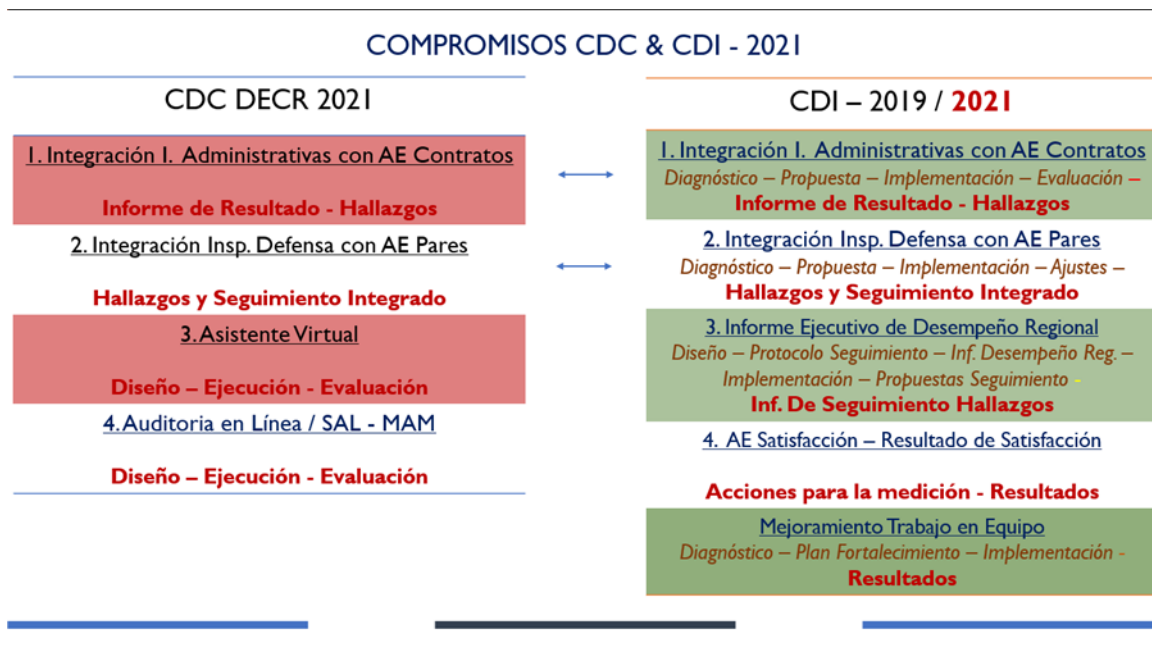 COMPROMISOS CDC & CDI - 2021
CDC DECR 2021
1. Integración I. Administrativas con AE Contratos
Informe de Resultado - Hallazgos
2. Integración Insp. Defensa con AE Pares
Hallazgos y Seguimiento Integrado
3. Asistente Virtual
Diseño – Ejecución - Evaluación
4. Auditoria en Línea / SAL - MAM
Diseño – Ejecución - Evaluación
CDI – 2019 / 2021
1. Integración I. Administrativas con AE Contratos
Diagnóstico – Propuesta – Implementación – Evaluación –
Informe de Resultado - Hallazgos
2. Integración Insp. Defensa con AE Pares
Diagnóstico – Propuesta – Implementación – Ajustes –
Hallazgos y Seguimiento Integrado
3. Informe Ejecutivo de Desempeño Regional
Diseño – Protocolo Seguimiento – Inf. Desempeño Reg. –
Implementación – Propuestas Seguimiento -
Inf. De Seguimiento Hallazgos
4. AE Satisfacción – Resultado de Satisfacción
Acciones para la medición - Resultados
Mejoramiento Trabajo en Equipo
Diagnóstico – Plan Fortalecimiento – Implementación -
Resultados